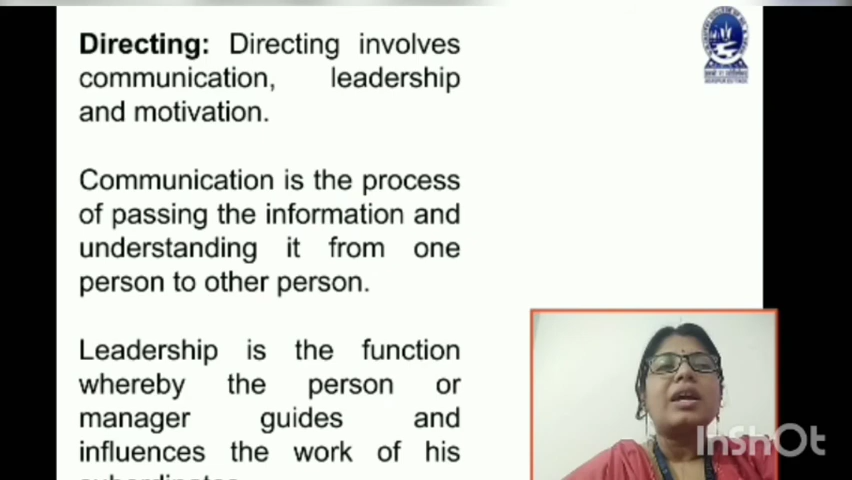 Directing: Directing involves
communication, leadership
and motivation.
Communication is the process
of passing the information and
understanding it from one
person to other person.
Leadership is the function
whereby the person or
manager guides and
influences the work of his
subordinates
InShOt